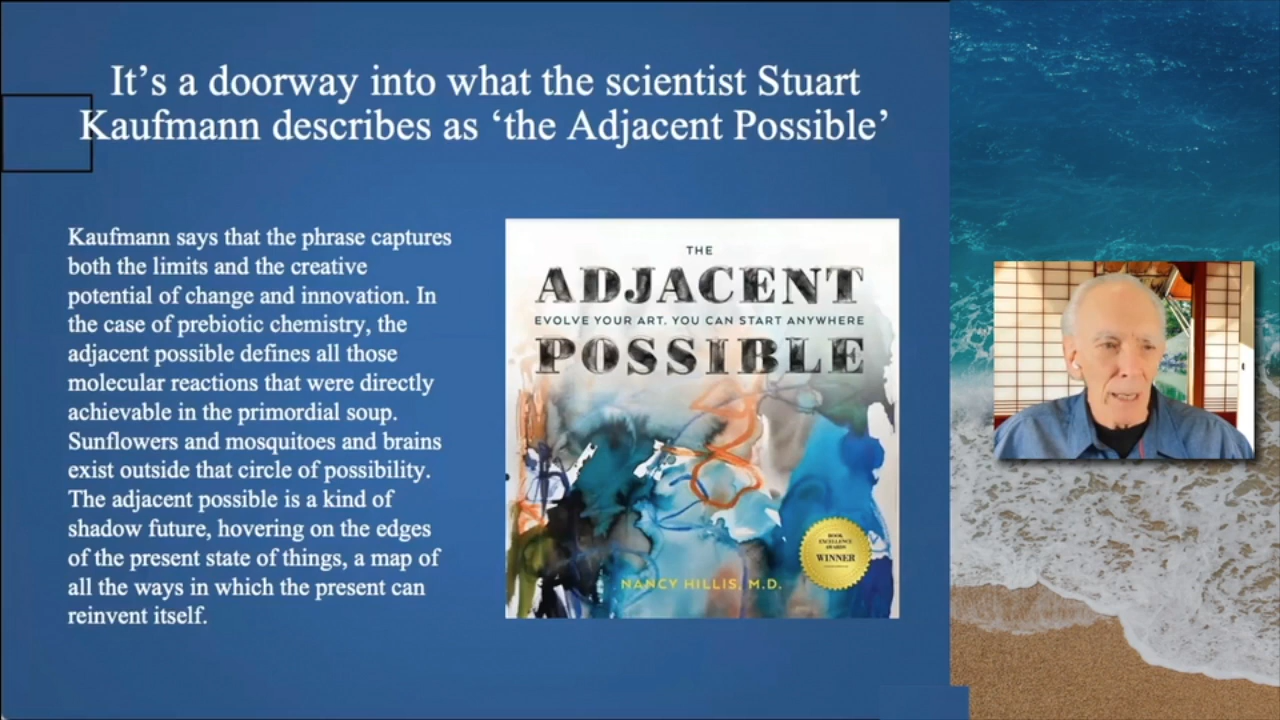 It’s a doorway into what the scientist Stuart
Kaufmann describes as ‘the Adjacent Possible’
Kaufmann says that the phrase captures
both the limits and the creative
potential of change and innovation. In
the case of prebiotic chemistry, the
adjacent possible defines all those
molecular reactions that were directly
achievable in the primordial soup.
Sunflowers and mosquitoes and brains
exist outside that circle of possibility.
The adjacent possible is a kind of
shadow future, hovering on the edges
of the present state of things, a map of
all the ways in which the present can
reinvent itself.
THE
ADJACENT
EVOLVE YOUR ART. YOU CAN START ANYWHERE
POSSIBLE
BOOK
EXCELLENCE
AWARDS
WINNER
NANCY HILLIS, M.D.